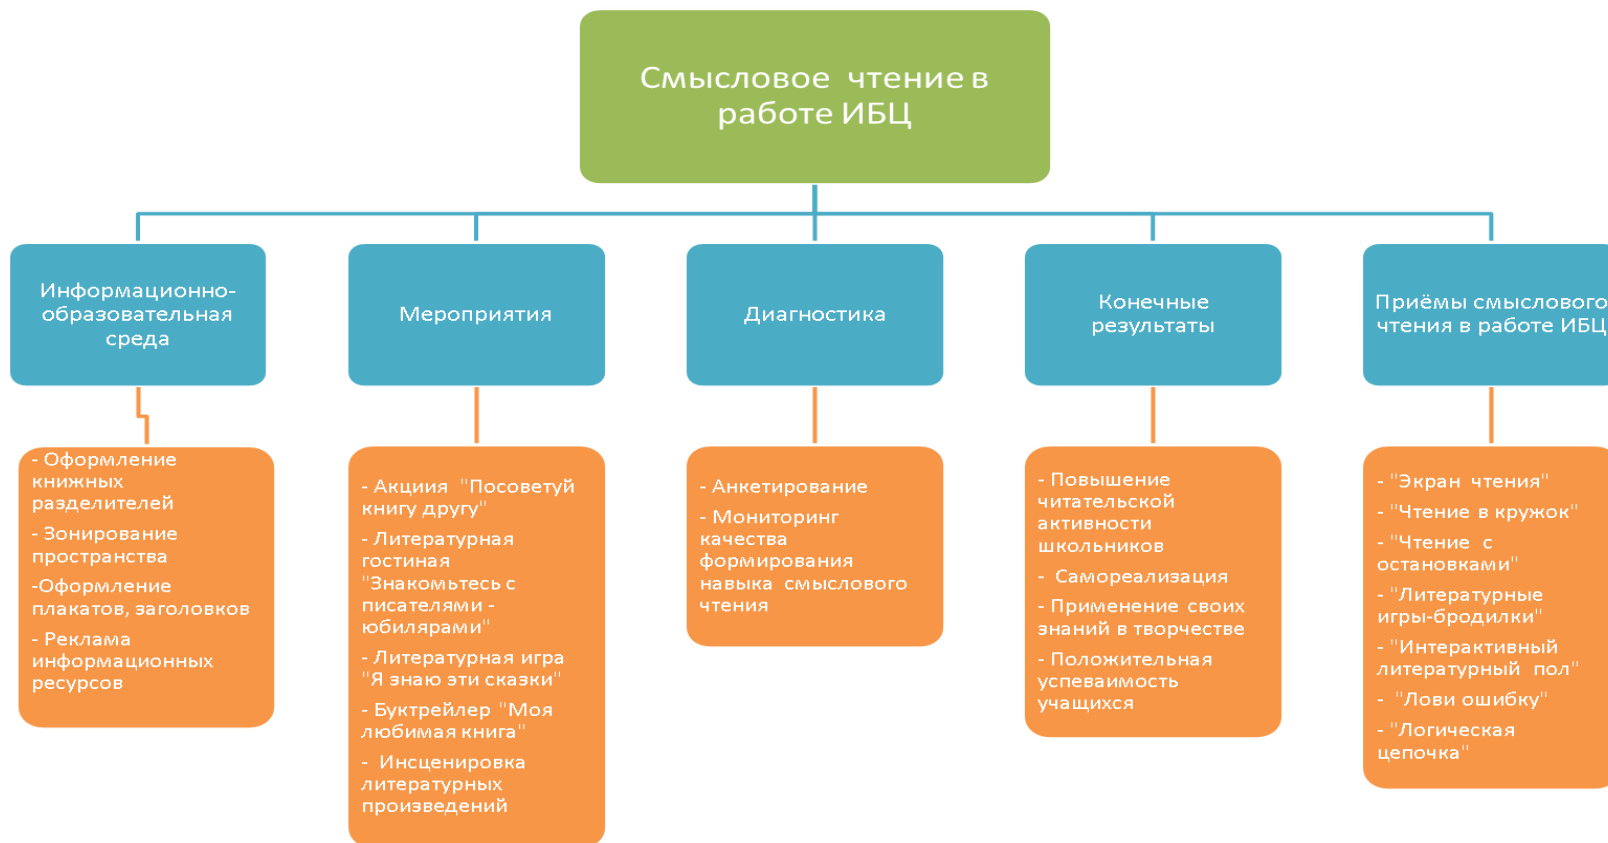 Смысловое чтение в
работе ИБЦ
Информационно-
образовательная
среда
Мероприятия
Диагностика
Конечные
результаты
Приёмы смыслового
чтения в работе ИБЦ
- Оформление
книжных
разделителей
- Зонирование
пространства
-Оформление
плакатов, заголовков
- Реклама
информационных
ресурсов
- Акциия "Посоветуй
книгу другу"
- Литературная
гостиная
"Знакомьтесь с
писателями -
юбилярами"
- Литературная игра
"Я знаю эти сказки"
- Буктрейлер "Моя
любимая книга"
- Инсценировка
литературных
произведений
- Анкетирование
- Мониторинг
качества
формирования
навыка смыслового
чтения
- Повышение
читательской
активности
школьников
- Самореализация
- Применение своих
знаний в творчестве
- Положительная
успеваимость
учащихся
- "Экран чтения"
- "Чтение в кружок"
- "Чтение с
остановками"
- "Литературные
игры-бродилки"
- "Интерактивный
литературный пол"
- "Лови ошибку"
- "Логическая
цепочка"